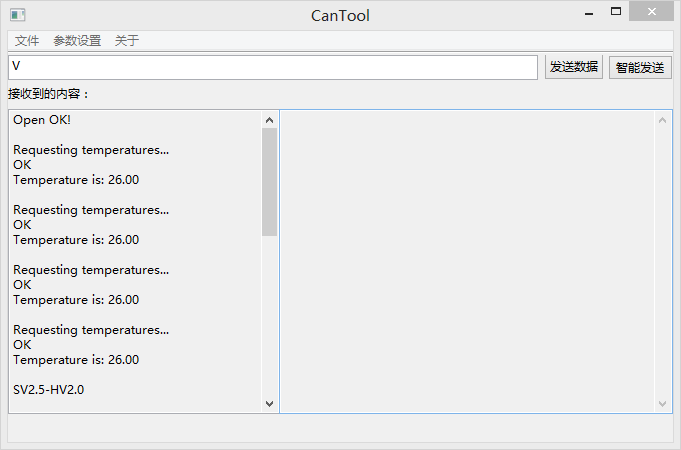 CanTool
文件 参数设置 关于
V
发送数据 智能发送
接收到的内容：
Open OK!
Requesting temperatures...
OK
Temperature is: 26.00
Requesting temperatures...
OK
Temperature is: 26.00
Requesting temperatures...
OK
Temperature is: 26.00
Requesting temperatures...
OK
Temperature is: 26.00
SV2.5-HV2.0